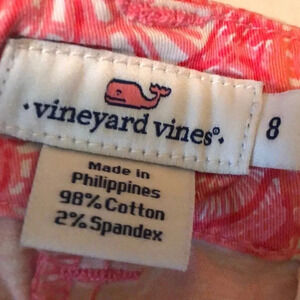 ·vineyard vines®·
8
Made in
Philippines
98% Cotton
2% Spandex